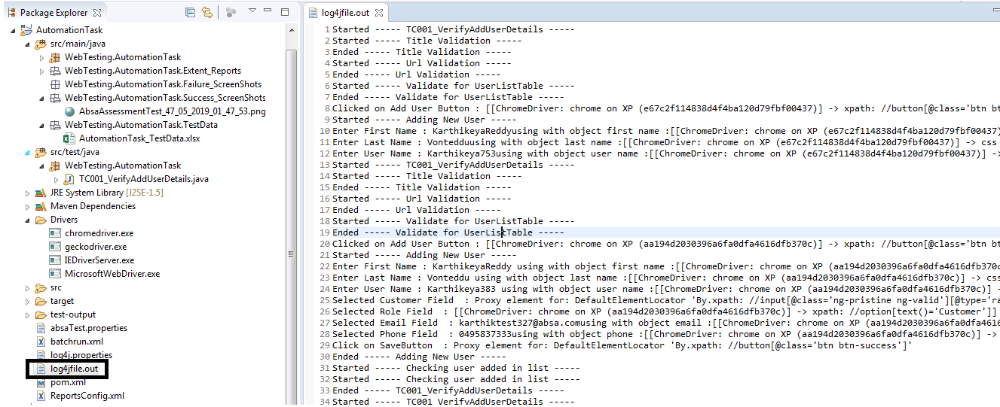 Package Explorer
AutomationTask
src/main/java
WebTesting.AutomationTask
WebTesting.AutomationTask.Extent_Reports
WebTesting.AutomationTask.Failure_ScreenShots
WebTesting.AutomationTask.Success_ScreenShots
AbsaAssessmentTest_47_05_2019_01_47_53.png
WebTesting.AutomationTask.TestData
AutomationTask_TestData.xlsx
src/test/java
WebTesting.AutomationTask
TC001_VerifyAddUserDetails.java
JRE System Library [J2SE-1.5]
Maven Dependencies
Drivers
chromedriver.exe
geckodriver.exe
IEDriverServer.exe
MicrosoftWebDriver.exe
src
target
test-output
absaTest.properties
batchrun.xml
log4j.properties
log4jfile.out
pom.xml
ReportsConfig.xml
log4jfile.out
1 Started ----- TC001_VerifyAddUserDetails -----
2 Started ----- Title Validation -----
3 Ended ----- Title Validation -----
4 Started ----- Url Validation -----
5 Ended ----- Url Validation -----
6 Started ----- Validate for UserListTable -----
7 Ended ----- Validate for UserListTable -----
8 Clicked on Add User Button : [[ChromeDriver: chrome on XP (e67c2f114838d4f4ba120d79fbf00437)] -> xpath: //button[@class='btn bt
9 Started ----- Adding New User -----
10 Enter First Name : KarthikeyaReddyusing with object first name :[[ChromeDriver: chrome on XP (e67c2f114838d4f4ba120d79fbf00437)
11 Enter Last Name : Vontedduusing with object last name :[[ChromeDriver: chrome on XP (e67c2f114838d4f4ba120d79fbf00437)] -> css
12 Enter User Name : Karthikeya753using with object user name :[[ChromeDriver: chrome on XP (e67c2f114838d4f4ba120d79fbf00437)] ->
13 Started ----- TC001_VerifyAddUserDetails -----
14 Started ----- Title Validation -----
15 Ended ----- Title Validation -----
16 Started ----- Url Validation -----
17 Ended ----- Url Validation -----
18 Started ----- Validate for UserListTable -----
19 Ended ----- Validate for UserListTable -----
20 Clicked on Add User Button : [[ChromeDriver: chrome on XP (aa194d2030396a6fa0dfa4616dfb370c)] -> xpath: //button[@class='btn bt
21 Started ----- Adding New User -----
22 Enter First Name : KarthikeyaReddy using with object first name :[[ChromeDriver: chrome on XP (aa194d2030396a6fa0dfa4616dfb370c
23 Enter Last Name : Vonteddu using with object last name :[[ChromeDriver: chrome on XP (aa194d2030396a6fa0dfa4616dfb370c)] -> css
24 Enter User Name : Karthikeya383 using with object user name :[[ChromeDriver: chrome on XP (aa194d2030396a6fa0dfa4616dfb370c)] -
25 Selected Customer Field : Proxy element for: DefaultElementLocator 'By.xpath: //input[@class='ng-pristine ng-valid'][@type='ra
26 Selected Role Field : [[ChromeDriver: chrome on XP (aa194d2030396a6fa0dfa4616dfb370c)] -> xpath: //option[text()='Customer']]
27 Selected Email Field : karthiktest327@absa.comusing with object email :[[ChromeDriver: chrome on XP (aa194d2030396a6fa0dfa4616d
28 Selected Phone Field : 0495837333using with object phone :[[ChromeDriver: chrome on XP (aa194d2030396a6fa0dfa4616dfb370c)] ->
29 Click on SaveButton : Proxy element for: DefaultElementLocator 'By.xpath: //button[@class='btn btn-success']'
30 Ended ----- Adding New User -----
31 Started ----- Checking user added in list -----
32 Started ----- Checking user added in list -----
33 Ended ----- TC001_VerifyAddUserDetails -----
34 Started ----- TC001 VerifyAddUserDetails -----